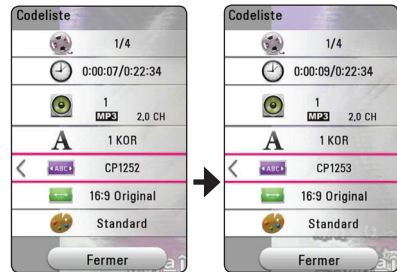 Codeliste
1/4
0:00:07/0:22:34
1
MP3 2,0 CH
A 1 KOR
ABC CP1252
16:9 Original
Standard
Fermer
Codeliste
1/4
0:00:09/0:22:34
1
MP3 2,0 CH
A 1 KOR
ABC CP1253
16:9 Original
Standard
Fermer